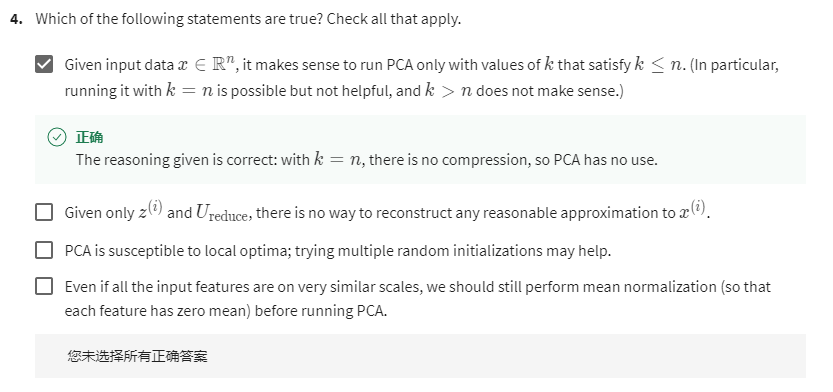 4. Which of the following statements are true? Check all that apply.
Given input data x ∈ ℝⁿ, it makes sense to run PCA only with values of k that satisfy k ≤ n. (In particular,
running it with k = n is possible but not helpful, and k > n does not make sense.)
正确
The reasoning given is correct: with k = n, there is no compression, so PCA has no use.
Given only z⁽ⁱ⁾ and U_reduce, there is no way to reconstruct any reasonable approximation to x⁽ⁱ⁾.
PCA is susceptible to local optima; trying multiple random initializations may help.
Even if all the input features are on very similar scales, we should still perform mean normalization (so that
each feature has zero mean) before running PCA.
您未选择所有正确答案